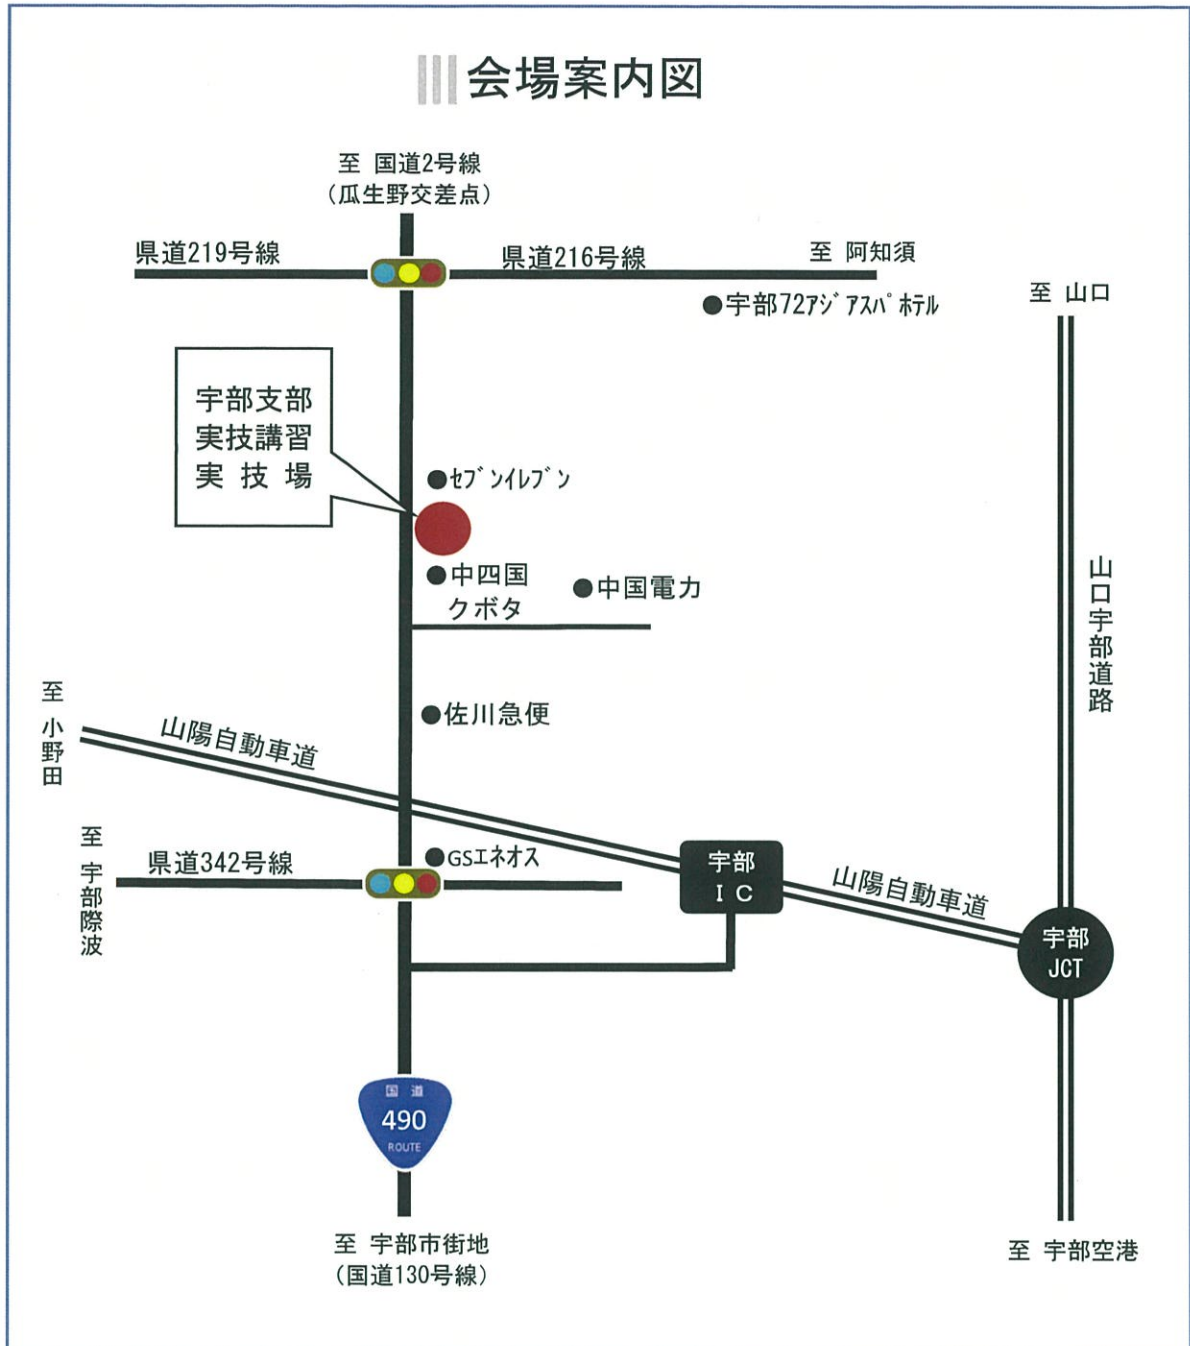 会場案内図
至 国道2号線
(瓜生野交差点)
県道219号線
県道216号線
至 阿知須
●宇部72ｱｼﾞｱｽﾊﾟﾎﾃﾙ
至 山口
宇部支部
実技講習
実 技 場
●ｾﾌﾞﾝｲﾚﾌﾞﾝ
●中四国
クボタ
●中国電力
山口宇部道路
●佐川急便
至 小野田
山陽自動車道
至 宇部際波
県道342号線
●GSｴﾈｵｽ
宇部
I C
山陽自動車道
宇部
JCT
国 道
490
ROUTE
至 宇部市街地
(国道130号線)
至 宇部空港